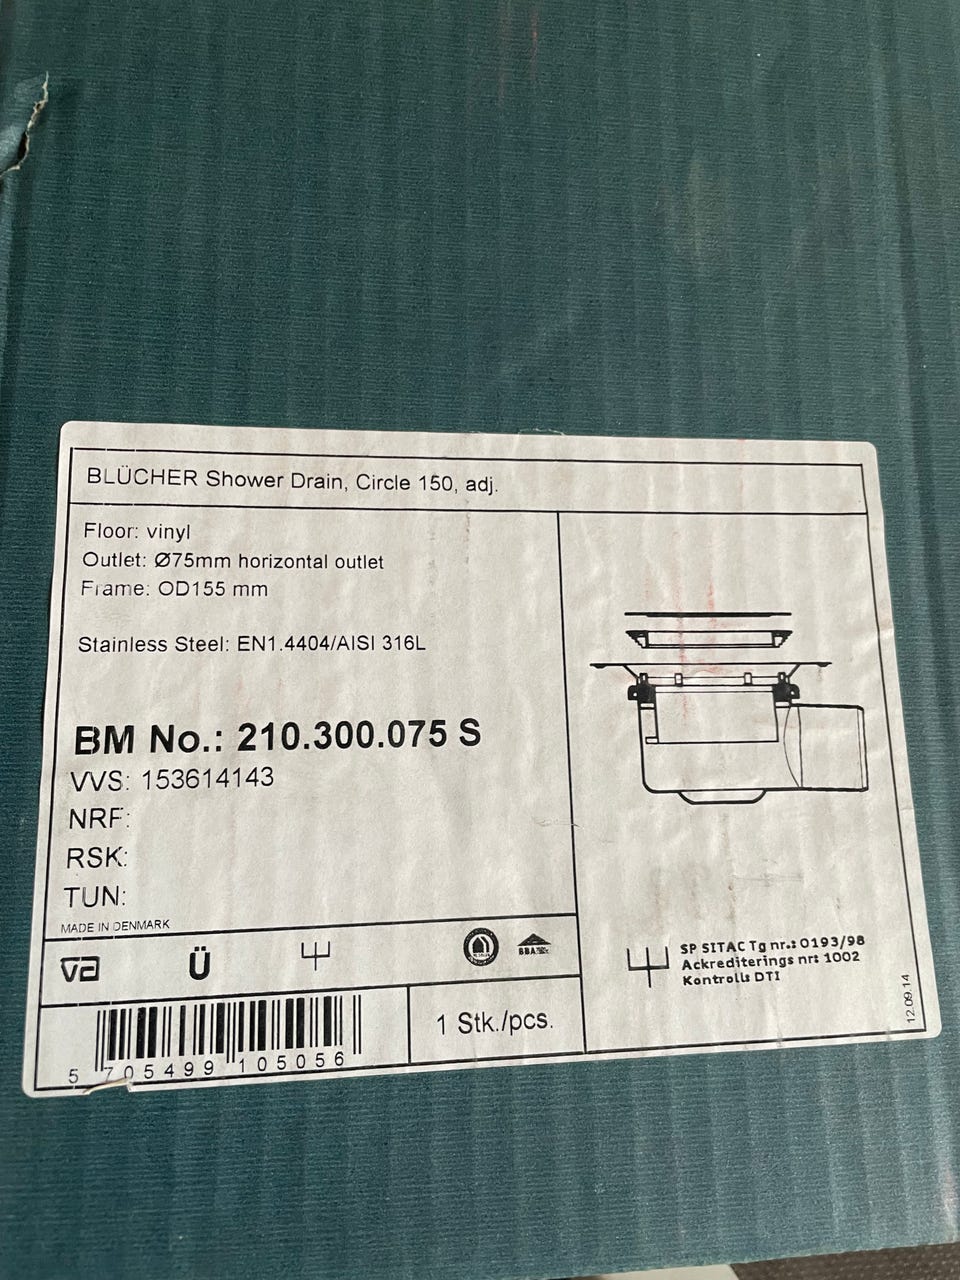 BLÜCHER Shower Drain, Circle 150, adj.
Floor: vinyl
Outlet: Ø75mm horizontal outlet
Frame: OD155 mm
Stainless Steel: EN1.4404/AISI 316L
BM No.: 210.300.075 S
VVS: 153614143
NRF:
RSK:
TUN:
MADE IN DENMARK
va
Ü
BBA
SP SITAC Tg nr.: 0193/98
Ackrediterings nr: 1002
Kontroll: DTI
12.09.14
1 Stk./pcs.
5 705499 105056